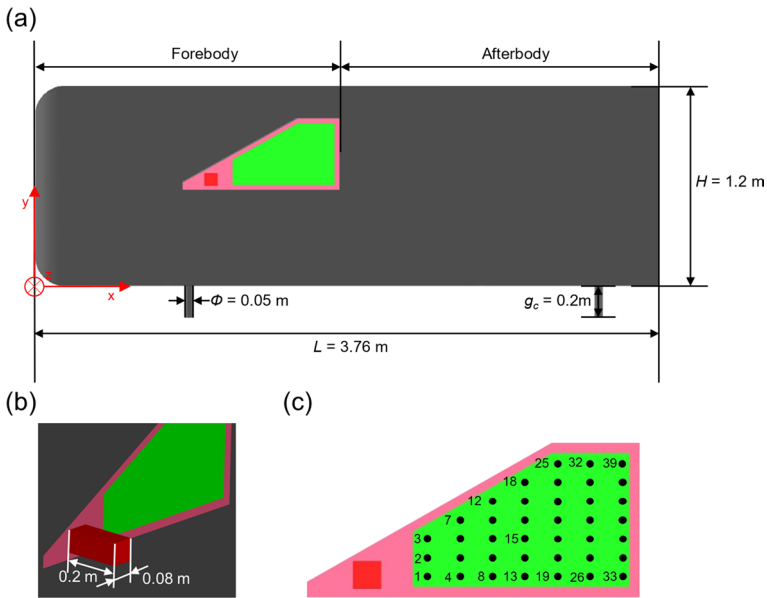 (a)
Forebody
Afterbody
H = 1.2 m
y
z
x
Φ = 0.05 m
g_c = 0.2m
L = 3.76 m
(b)
(c)
0.2 m
0.08 m
25 32 39
18
12
7
3
15
2
1 4 8 13 19 26 33